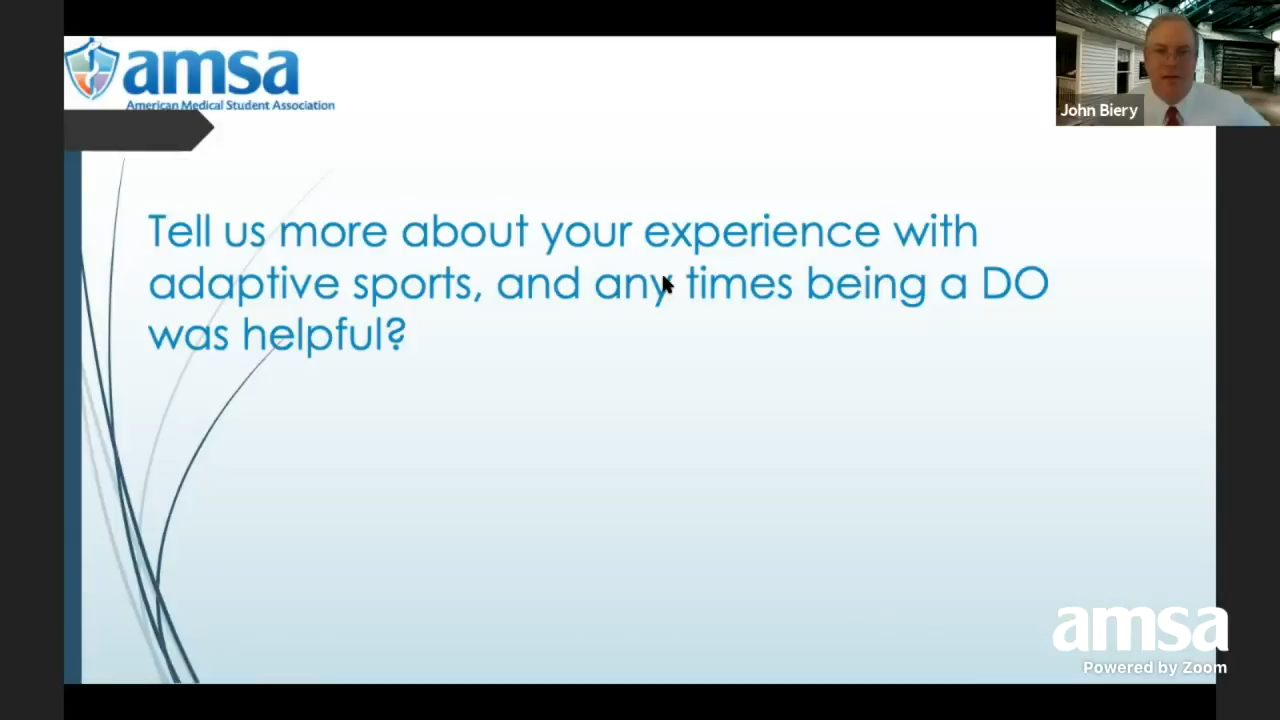 amsa
American Medical Student Association
John Biery
Tell us more about your experience with
adaptive sports, and any times being a DO
was helpful?
amsa
Powered by Zoom